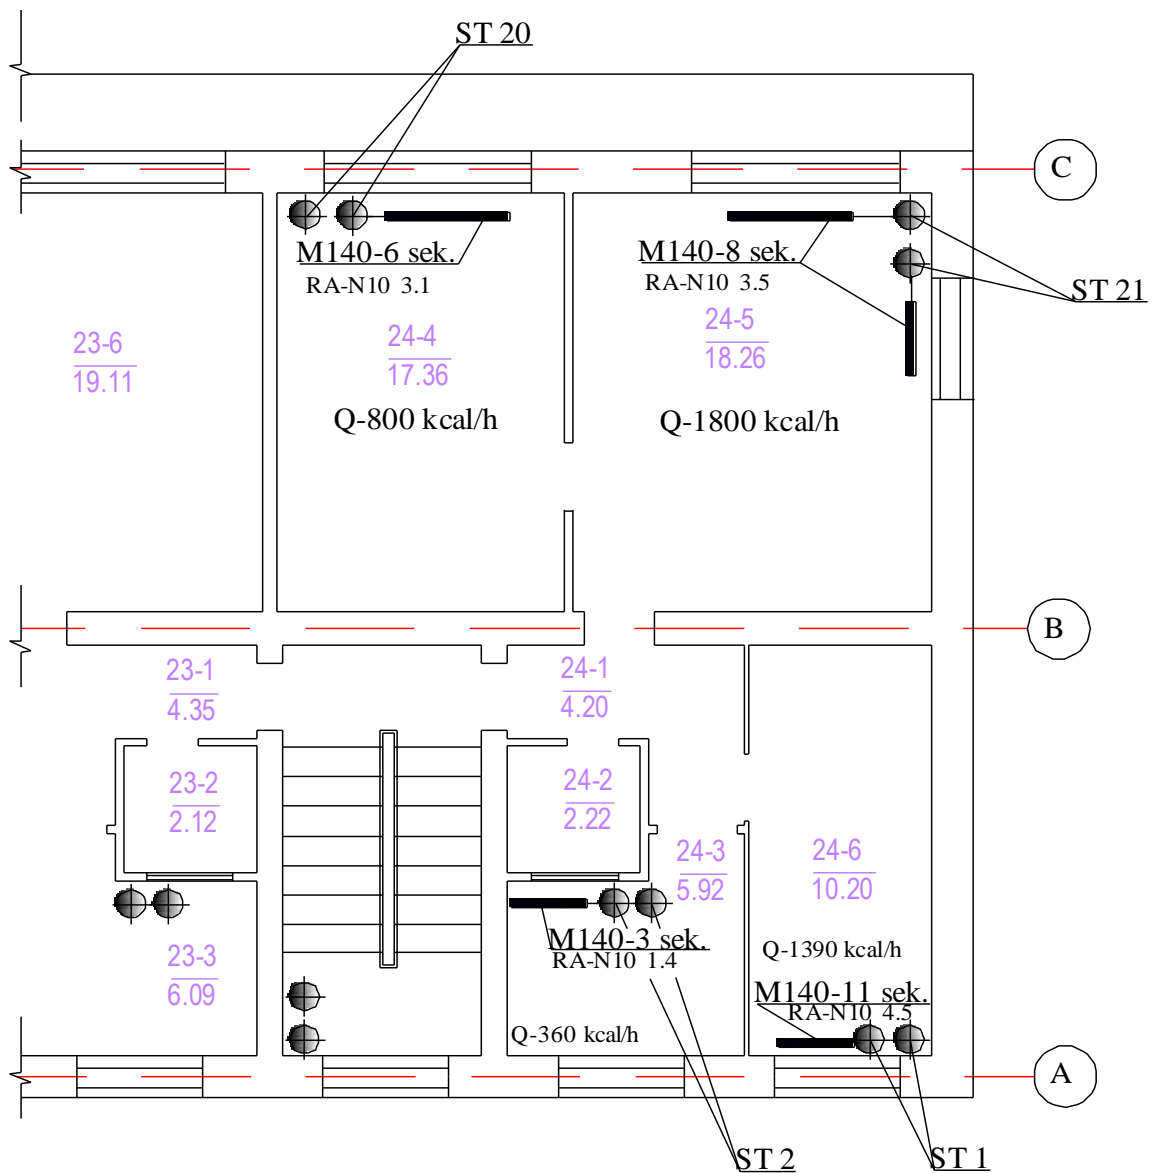 ST 20
C
M140-6 sek.
RA-N10 3.1
M140-8 sek.
RA-N10 3.5
ST 21
23-6
19.11
24-4
17.36
24-5
18.26
Q-800 kcal/h
Q-1800 kcal/h
B
23-1
4.35
24-1
4.20
23-2
2.12
24-2
2.22
24-3
5.92
24-6
10.20
23-3
6.09
M140-3 sek.
RA-N10 1.4
Q-360 kcal/h
Q-1390 kcal/h
M140-11 sek.
RA-N10 4.5
A
ST 2
ST 1